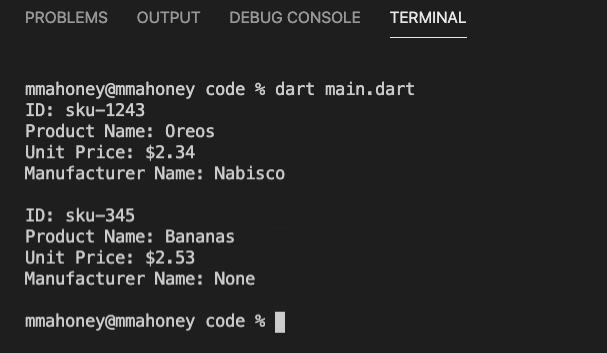 PROBLEMS OUTPUT DEBUG CONSOLE TERMINAL
mmahoney@mmahoney code % dart main.dart
ID: sku-1243
Product Name: Oreos
Unit Price: $2.34
Manufacturer Name: Nabisco
ID: sku-345
Product Name: Bananas
Unit Price: $2.53
Manufacturer Name: None
mmahoney@mmahoney code %